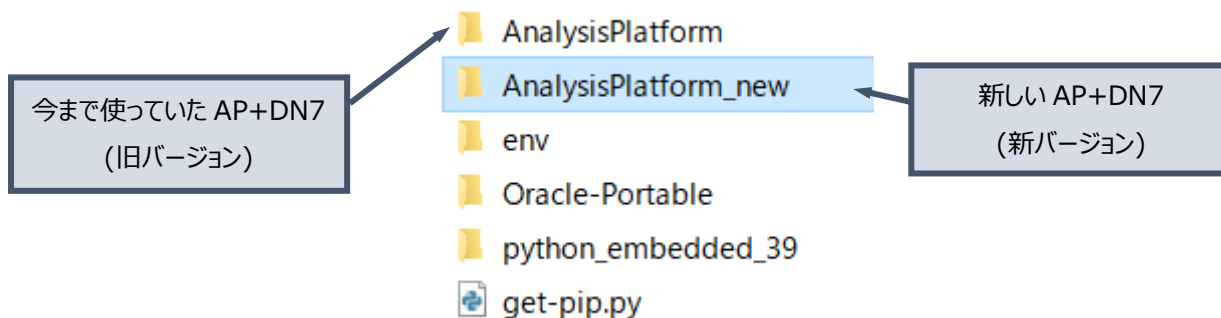 AnalysisPlatform
AnalysisPlatform_new
env
Oracle-Portable
python_embedded_39
get-pip.py
今まで使っていた AP+DN7
(旧バージョン)
新しい AP+DN7
(新バージョン)